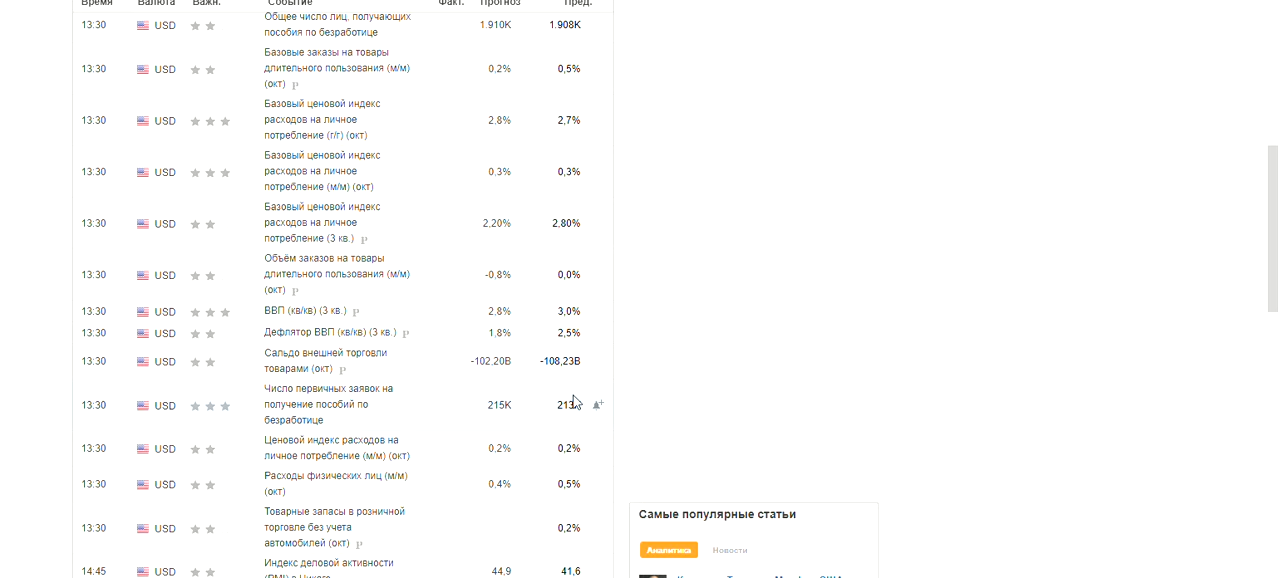 Время Валюта Важн. Событие Факт. Прогноз Пред.
13:30 USD Общее число лиц, получающих пособия по безработице 1.910K 1.908K
13:30 USD Базовые заказы на товары длительного пользования (м/м) (окт) P 0,2% 0,5%
13:30 USD Базовый ценовой индекс расходов на личное потребление (г/г) (окт) 2,8% 2,7%
13:30 USD Базовый ценовой индекс расходов на личное потребление (м/м) (окт) 0,3% 0,3%
13:30 USD Базовый ценовой индекс расходов на личное потребление (3 кв.) P 2,20% 2,80%
13:30 USD Объём заказов на товары длительного пользования (м/м) (окт) P -0,8% 0,0%
13:30 USD ВВП (кв/кв) (3 кв.) P 2,8% 3,0%
13:30 USD Дефлятор ВВП (кв/кв) (3 кв.) P 1,8% 2,5%
13:30 USD Сальдо внешней торговли товарами (окт) P -102,20B -108,23B
13:30 USD Число первичных заявок на получение пособий по безработице 215K 213
13:30 USD Ценовой индекс расходов на личное потребление (м/м) (окт) 0,2% 0,2%
13:30 USD Расходы физических лиц (м/м) (окт) 0,4% 0,5%
13:30 USD Товарные запасы в розничной торговле без учета автомобилей (окт) P 0,2%
14:45 USD Индекс деловой активности 44,9 41,6
Самые популярные статьи
Аналитика Новости